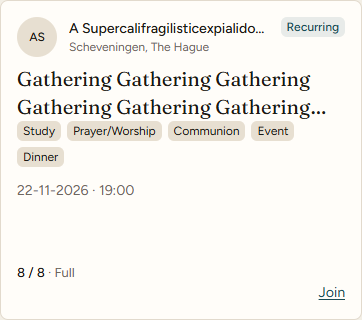 AS
A Supercalifragilisticexpialido...
Recurring
Scheveningen, The Hague
Gathering Gathering Gathering
Gathering Gathering Gathering...
Study Prayer/Worship Communion Event
Dinner
22-11-2026 · 19:00
8 / 8 · Full
Join